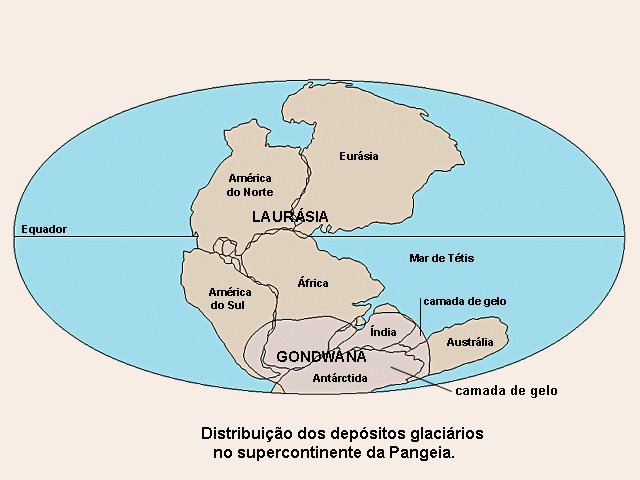 Eurásia
América
do Norte
LAURÁSIA
Equador
Mar de Tétis
África
América
do Sul
camada de gelo
Índia
Austrália
GONDWANA
Antárctida
camada de gelo
Distribuição dos depósitos glaciários
no supercontinente da Pangeia.